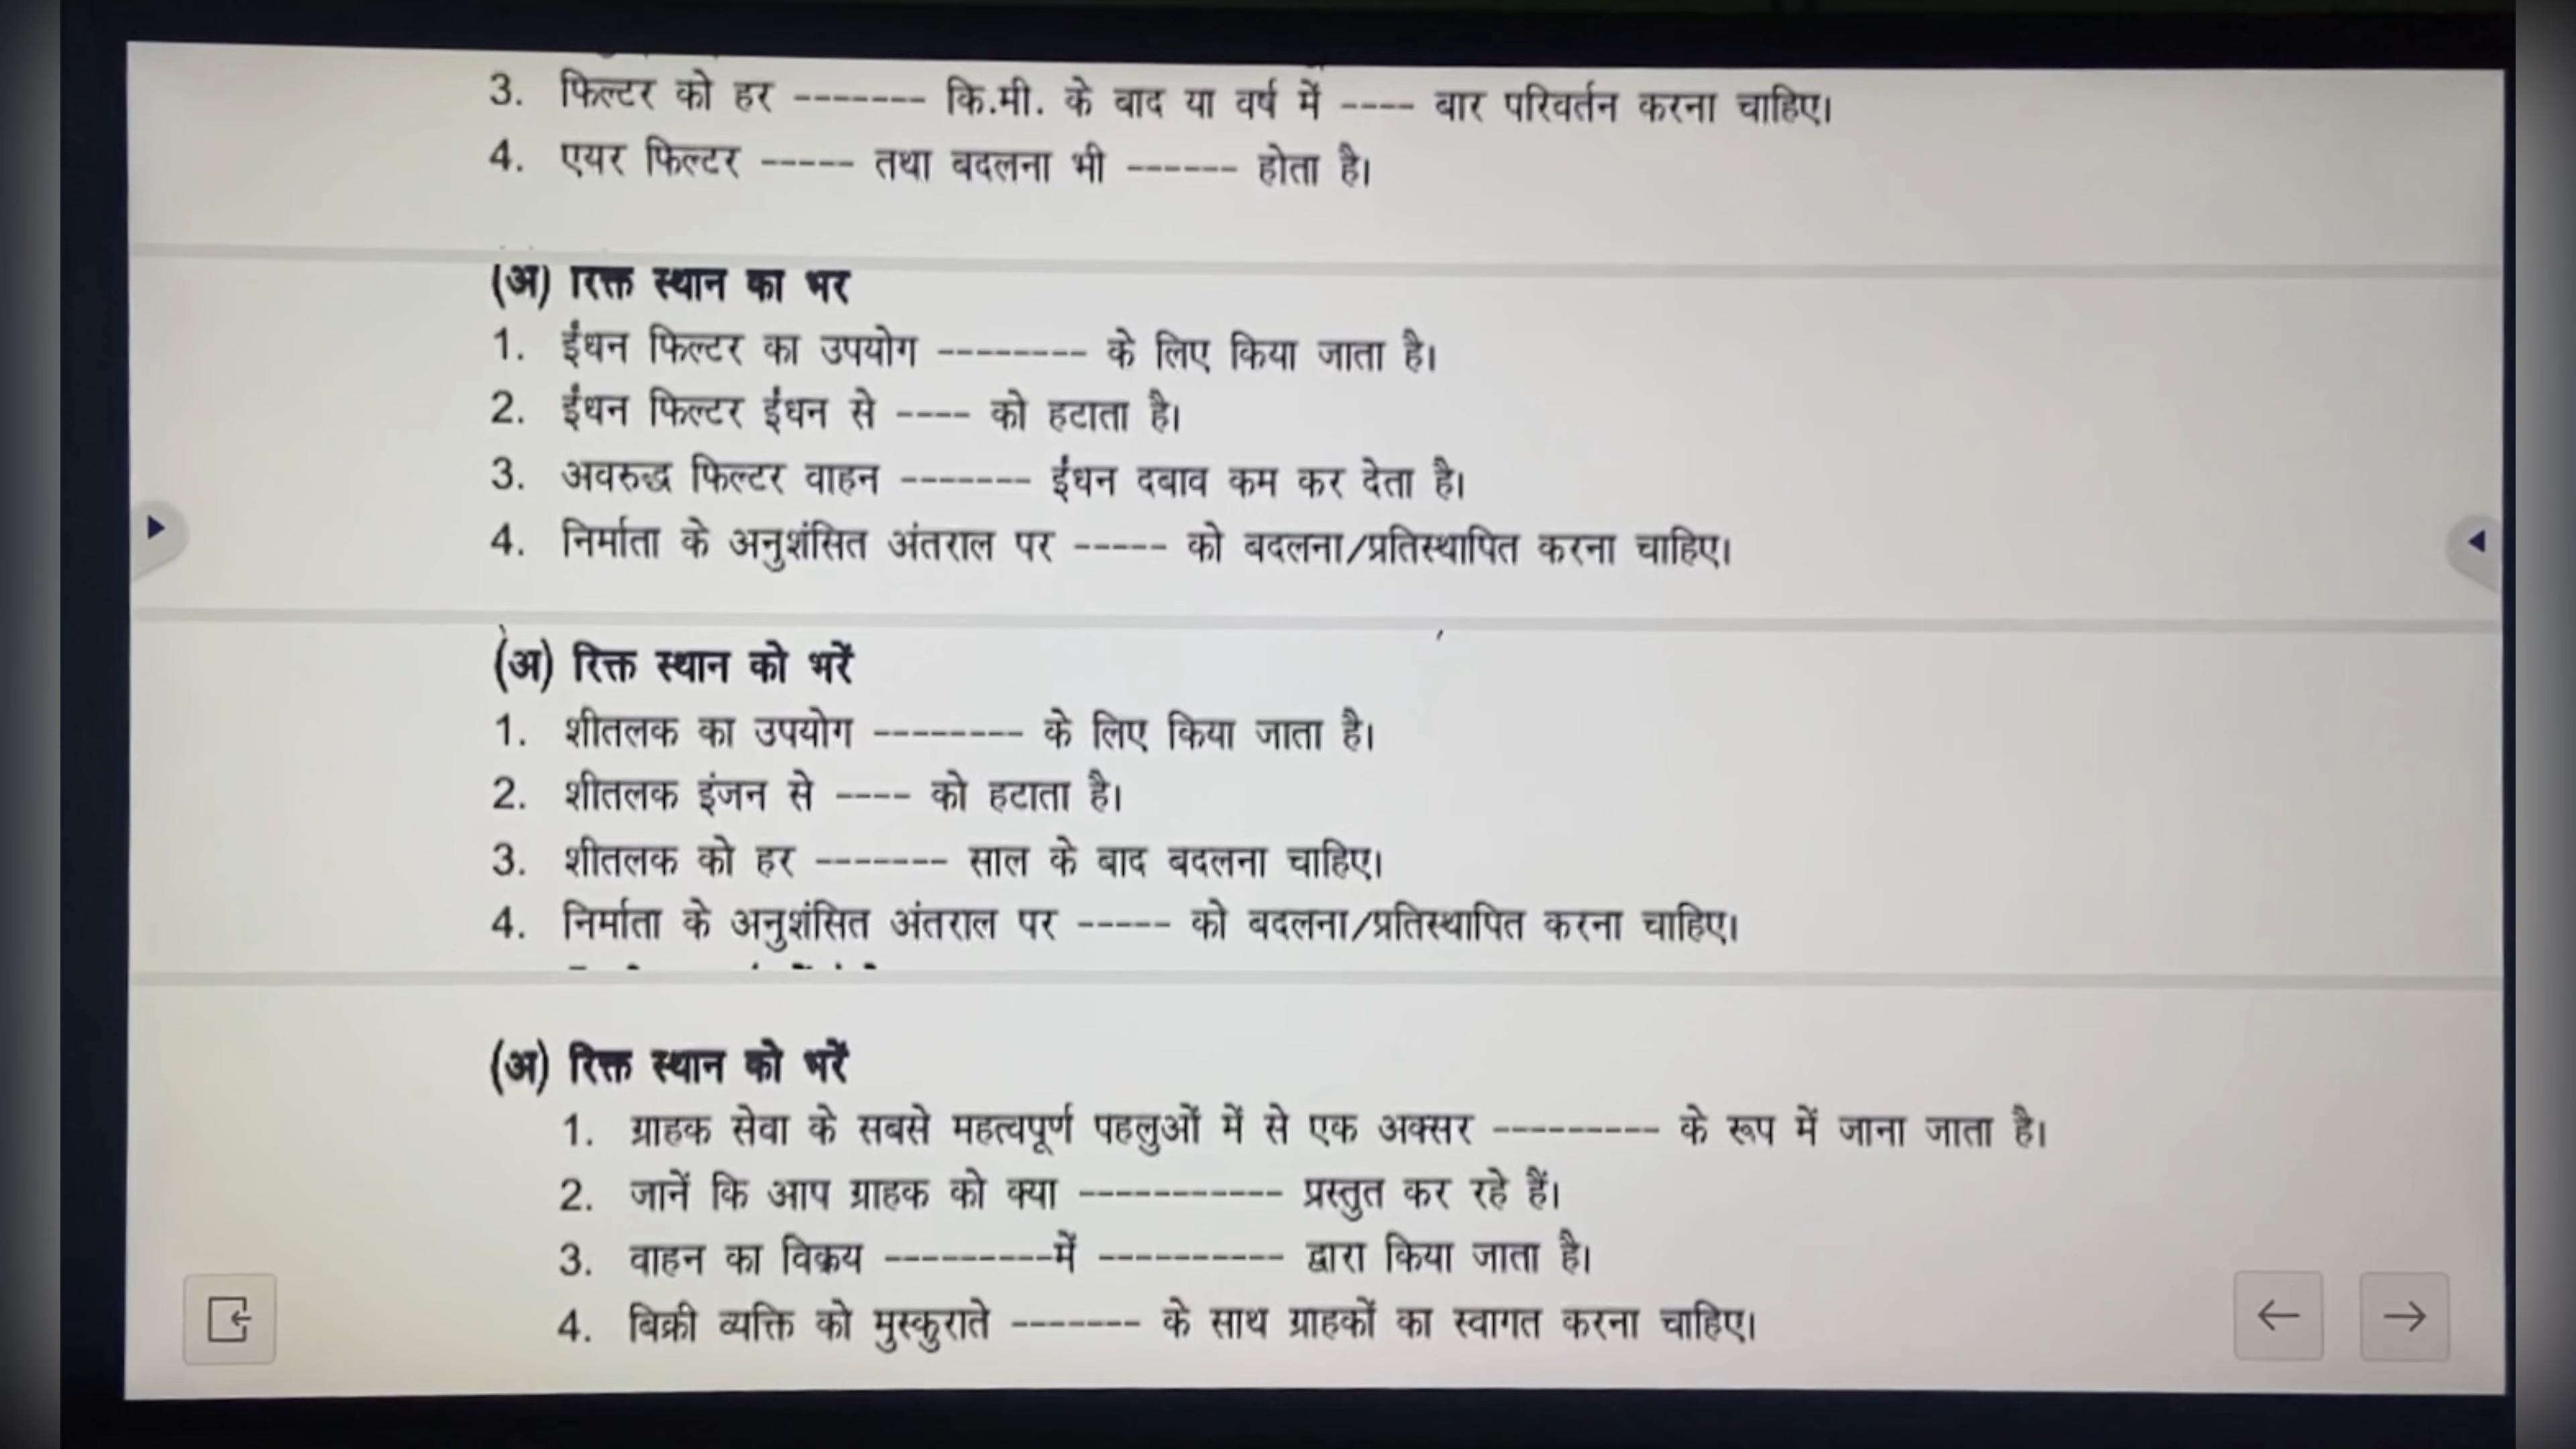 3. फिल्टर को हर ------- कि.मी. के बाद या वर्ष में ---- बार परिवर्तन करना चाहिए।
4. एयर फिल्टर ----- तथा बदलना भी ------ होता है।
(अ) रिक्त स्थान का भर
1. ईंधन फिल्टर का उपयोग -------- के लिए किया जाता है।
2. ईंधन फिल्टर ईंधन से ---- को हटाता है।
3. अवरुद्ध फिल्टर वाहन ------- ईंधन दबाव कम कर देता है।
4. निर्माता के अनुशंसित अंतराल पर ----- को बदलना/प्रतिस्थापित करना चाहिए।
(अ) रिक्त स्थान को भरें
1. शीतलक का उपयोग -------- के लिए किया जाता है।
2. शीतलक इंजन से ---- को हटाता है।
3. शीतलक को हर ------- साल के बाद बदलना चाहिए।
4. निर्माता के अनुशंसित अंतराल पर ----- को बदलना/प्रतिस्थापित करना चाहिए।
(अ) रिक्त स्थान को भरें
1. ग्राहक सेवा के सबसे महत्वपूर्ण पहलुओं में से एक अक्सर --------- के रूप में जाना जाता है।
2. जानें कि आप ग्राहक को क्या ----------- प्रस्तुत कर रहे हैं।
3. वाहन का विक्रय ---------में ---------- द्वारा किया जाता है।
4. बिक्री व्यक्ति को मुस्कुराते ------- के साथ ग्राहकों का स्वागत करना चाहिए।